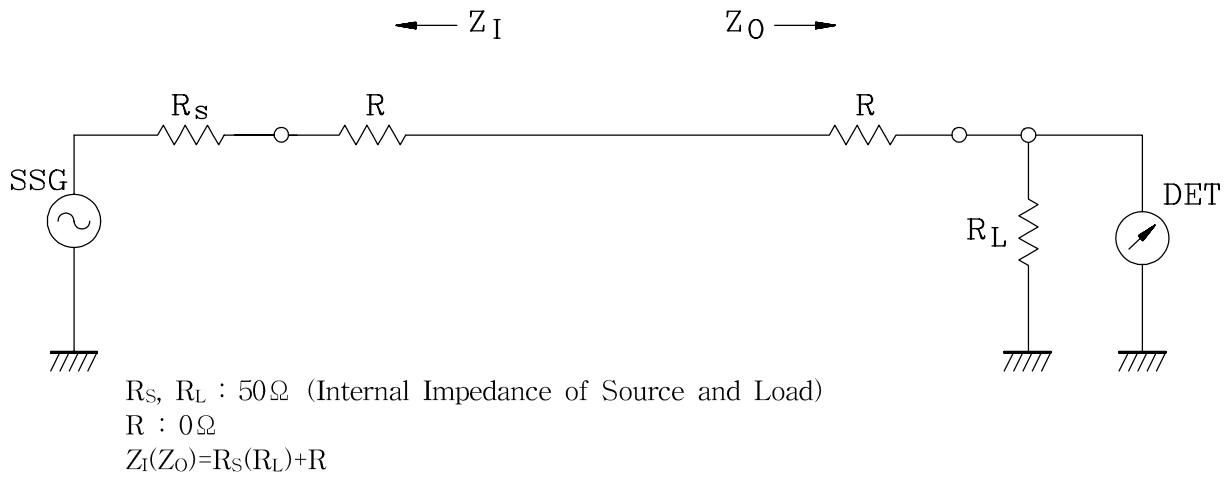 Z_I Z_O
R_S R R
SSG
DET
R_L
R_S, R_L : 50Ω (Internal Impedance of Source and Load)
R : 0Ω
Z_I(Z_O)=R_S(R_L)+R